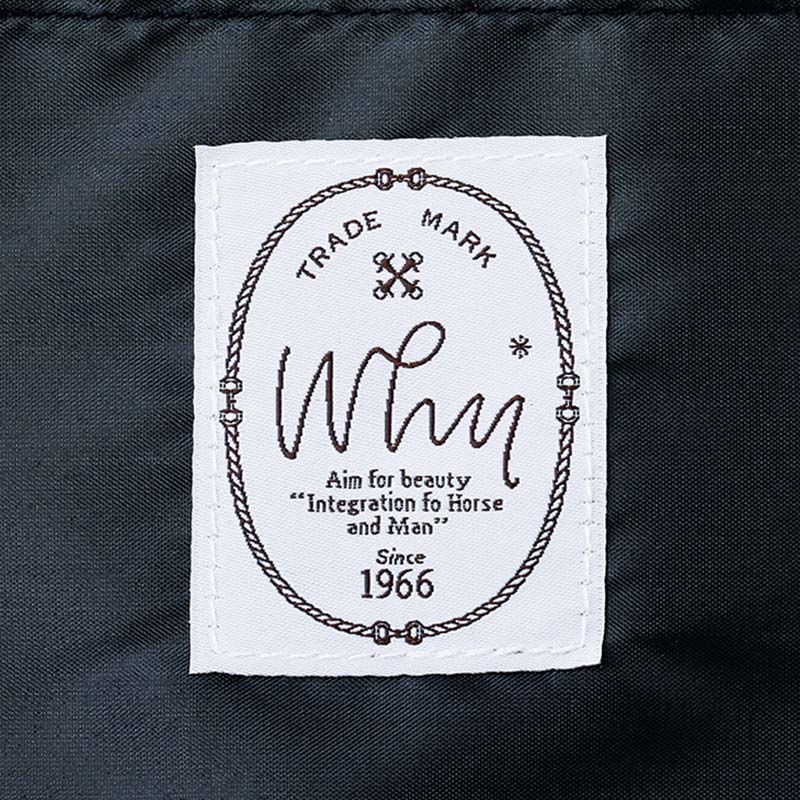 TRADE MARK
Why*
Aim for beauty
“Integration fo Horse
and Man”
Since
1966